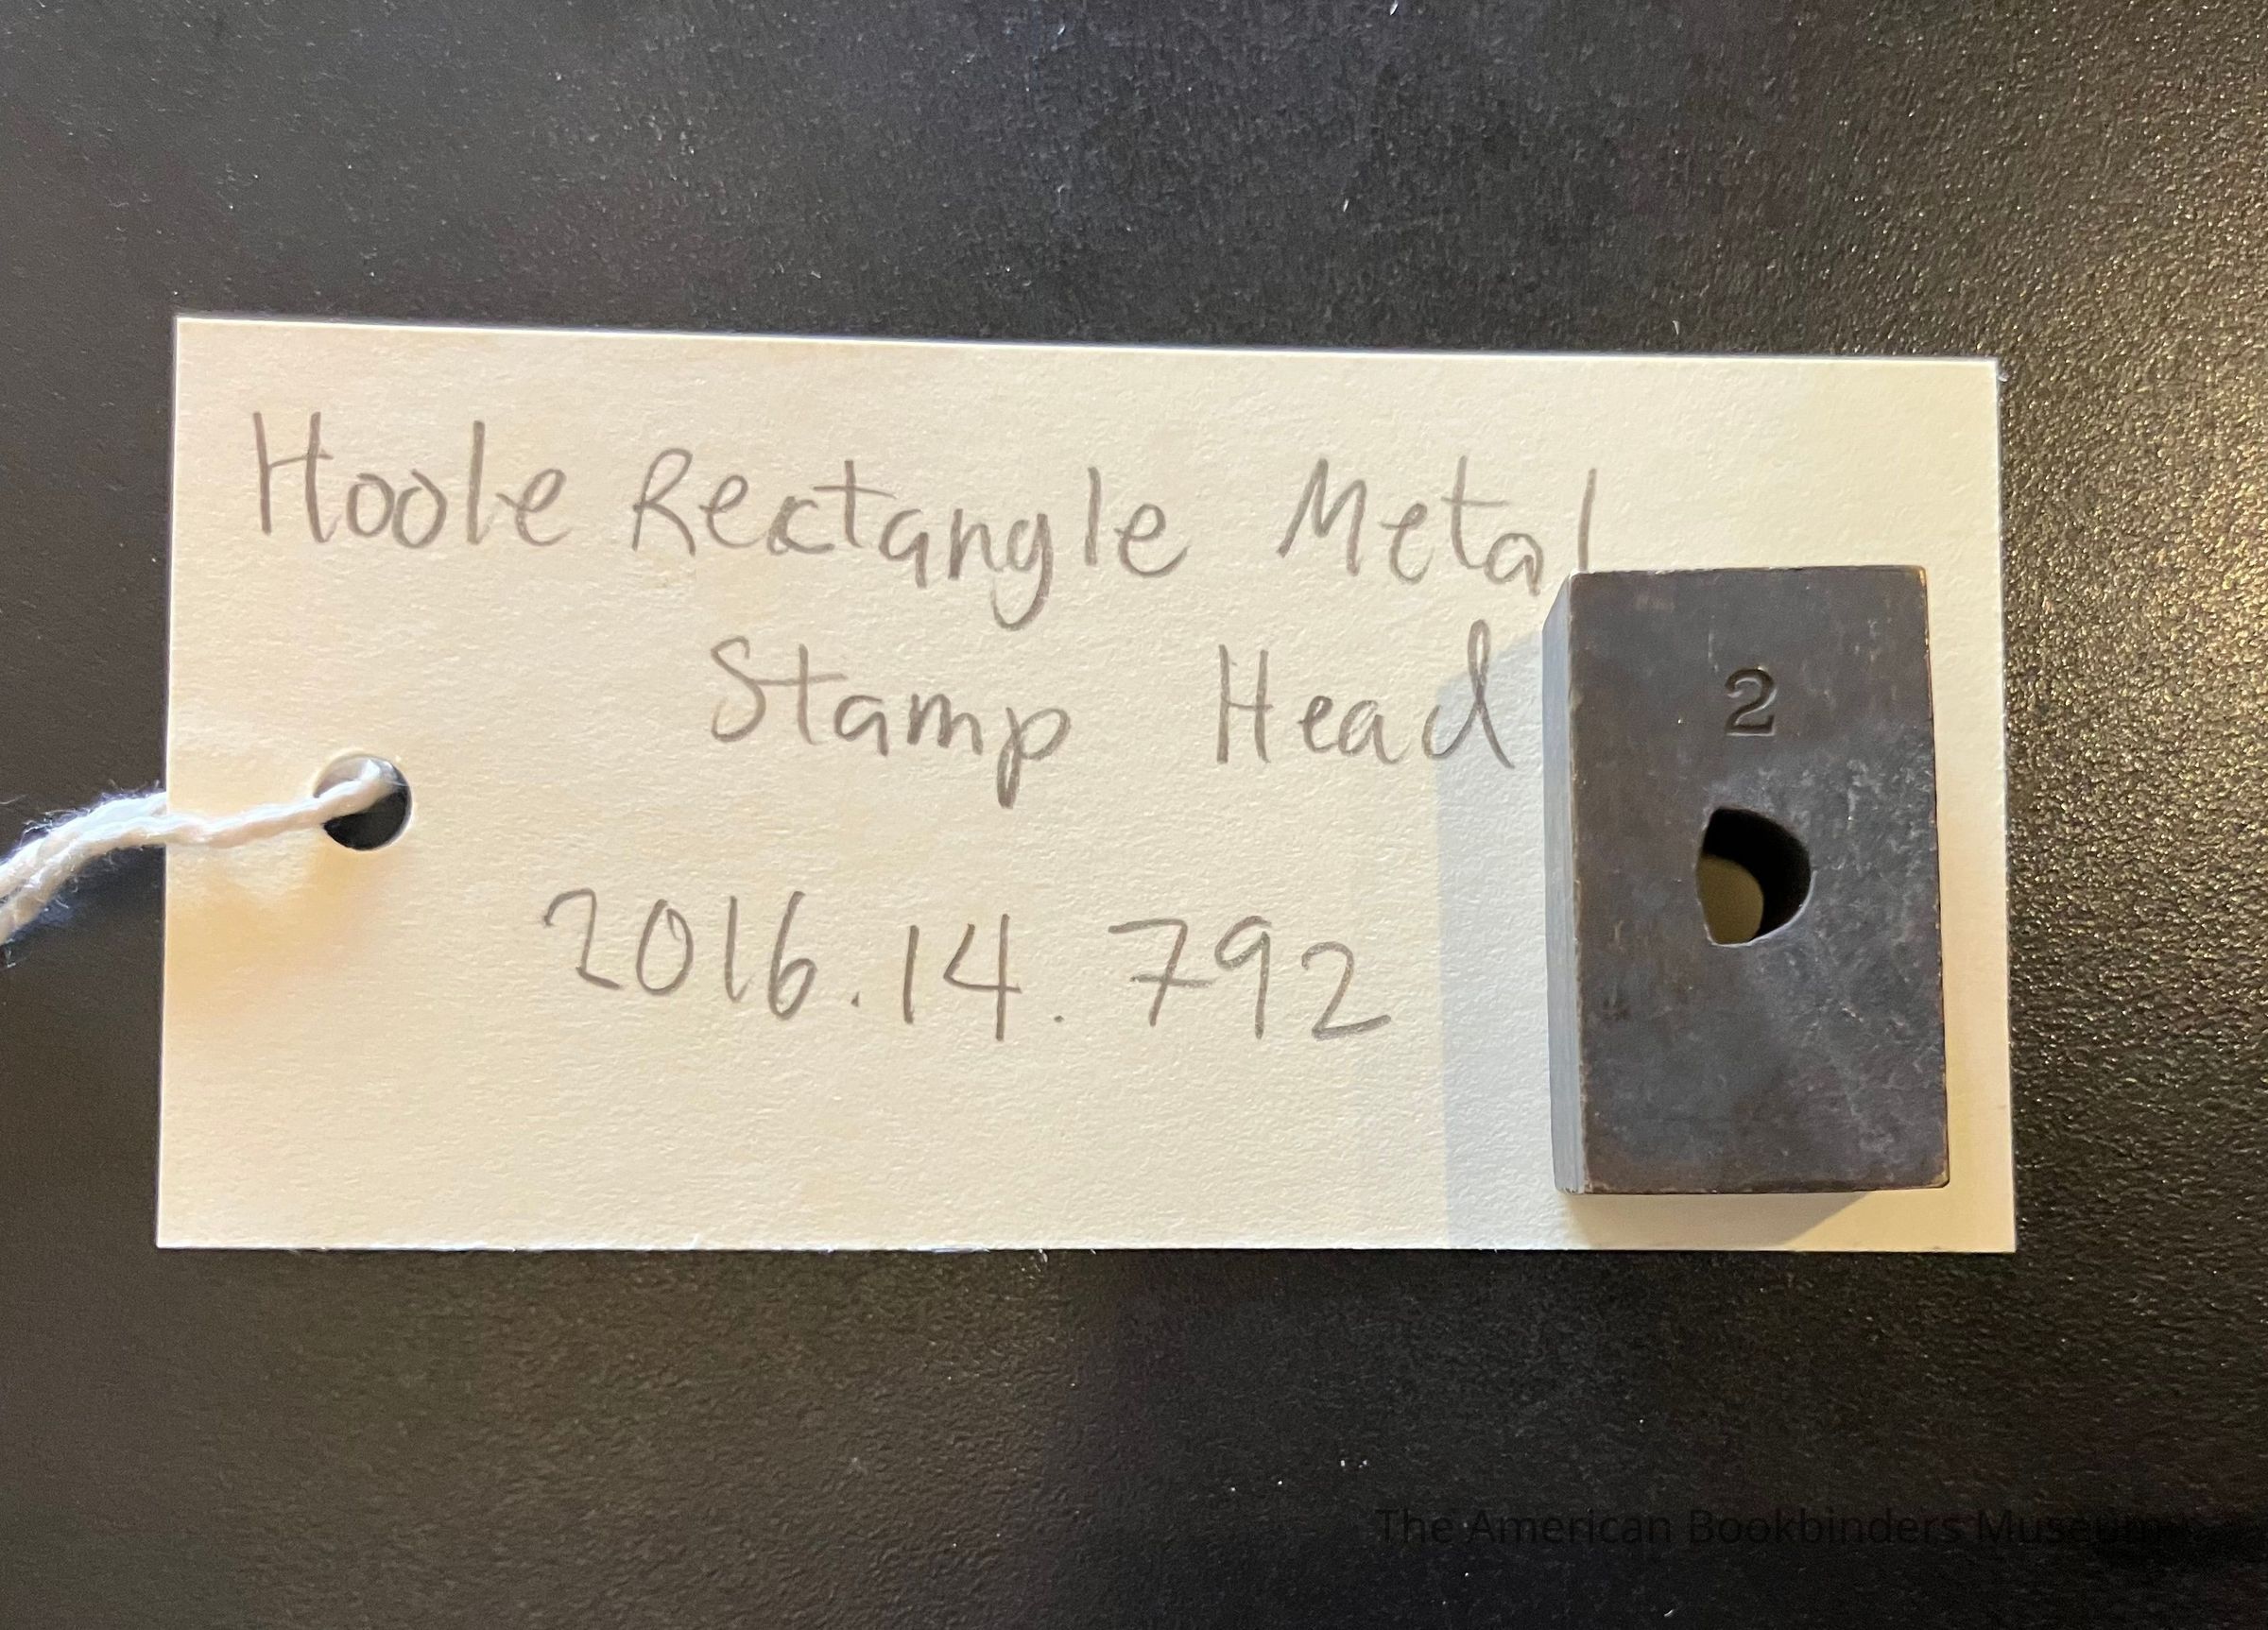 Hoole Rectangle Metal
Stamp Head
2016.14.792
2
The American Bookbinders Museum